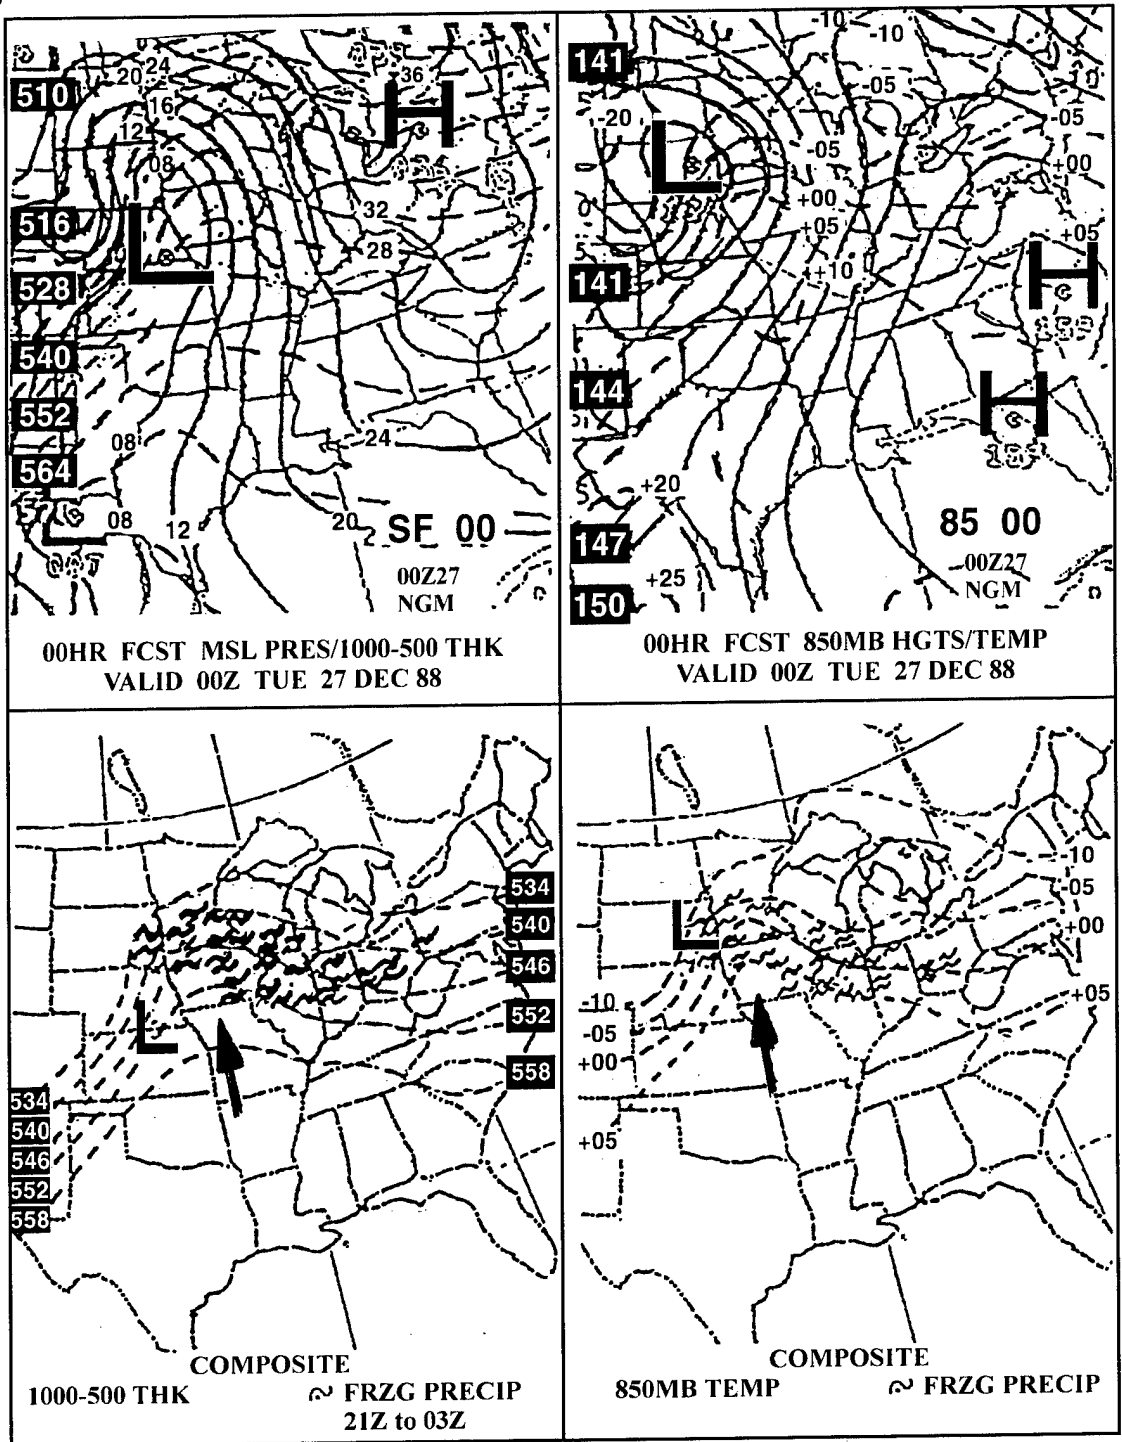 510
516
528
540
552
564
24
20
16
12
08
36
32
28
24
20
08
08
12
SF 00
00Z27
NGM
00HR FCST MSL PRES/1000-500 THK
VALID 00Z TUE 27 DEC 88
141
141
144
147
150
-10
-10
-05
-05
-20
-05
+00
+00
+05
+05
+10
+20
+25
85 00
00Z27
NGM
00HR FCST 850MB HGTS/TEMP
VALID 00Z TUE 27 DEC 88
H
L
L
H
H
534
540
546
552
558
534
540
546
552
558
L
COMPOSITE
1000-500 THK
FRZG PRECIP
21Z to 03Z
-10
-05
+00
+05
-10
-05
+00
+05
L
COMPOSITE
850MB TEMP
FRZG PRECIP